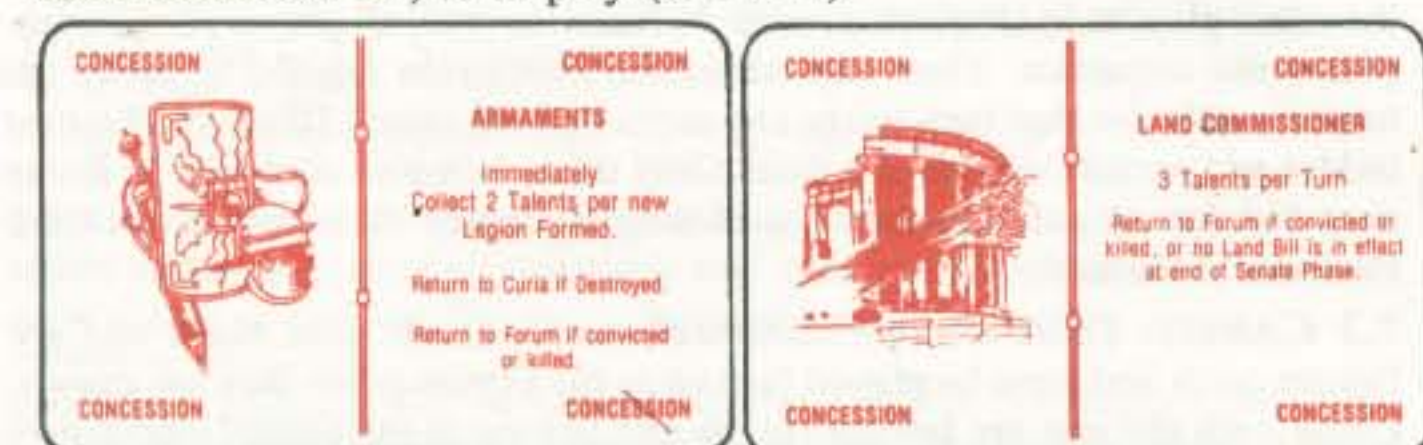 CONCESSION
CONCESSION
ARMAMENTS
Immediately
Collect 2 Talents per new
Legion Formed.
Return to Curia if Destroyed
Return to Forum if convicted
or killed.
CONCESSION
CONCESSION
CONCESSION
CONCESSION
LAND COMMISSIONER
3 Talents per Turn
Return to Forum if convicted or
killed, or no Land Bill is in effect
at end of Senate Phase.
CONCESSION
CONCESSION